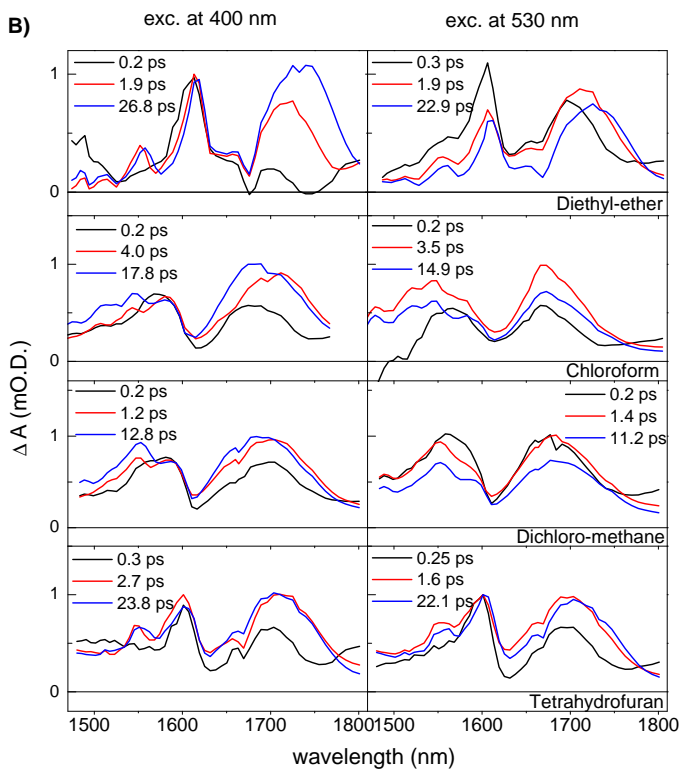 B)
exc. at 400 nm
exc. at 530 nm
0.2 ps
1.9 ps
26.8 ps
0.3 ps
1.9 ps
22.9 ps
1
0
Diethyl-ether
0.2 ps
4.0 ps
17.8 ps
0.2 ps
3.5 ps
14.9 ps
1
0
Chloroform
0.2 ps
1.2 ps
12.8 ps
0.2 ps
1.4 ps
11.2 ps
1
0
Dichloro-methane
0.3 ps
2.7 ps
23.8 ps
0.25 ps
1.6 ps
22.1 ps
1
0
Tetrahydrofuran
Δ A (mO.D.)
1500 1600 1700 1800 1500 1600 1700 1800
wavelength (nm)